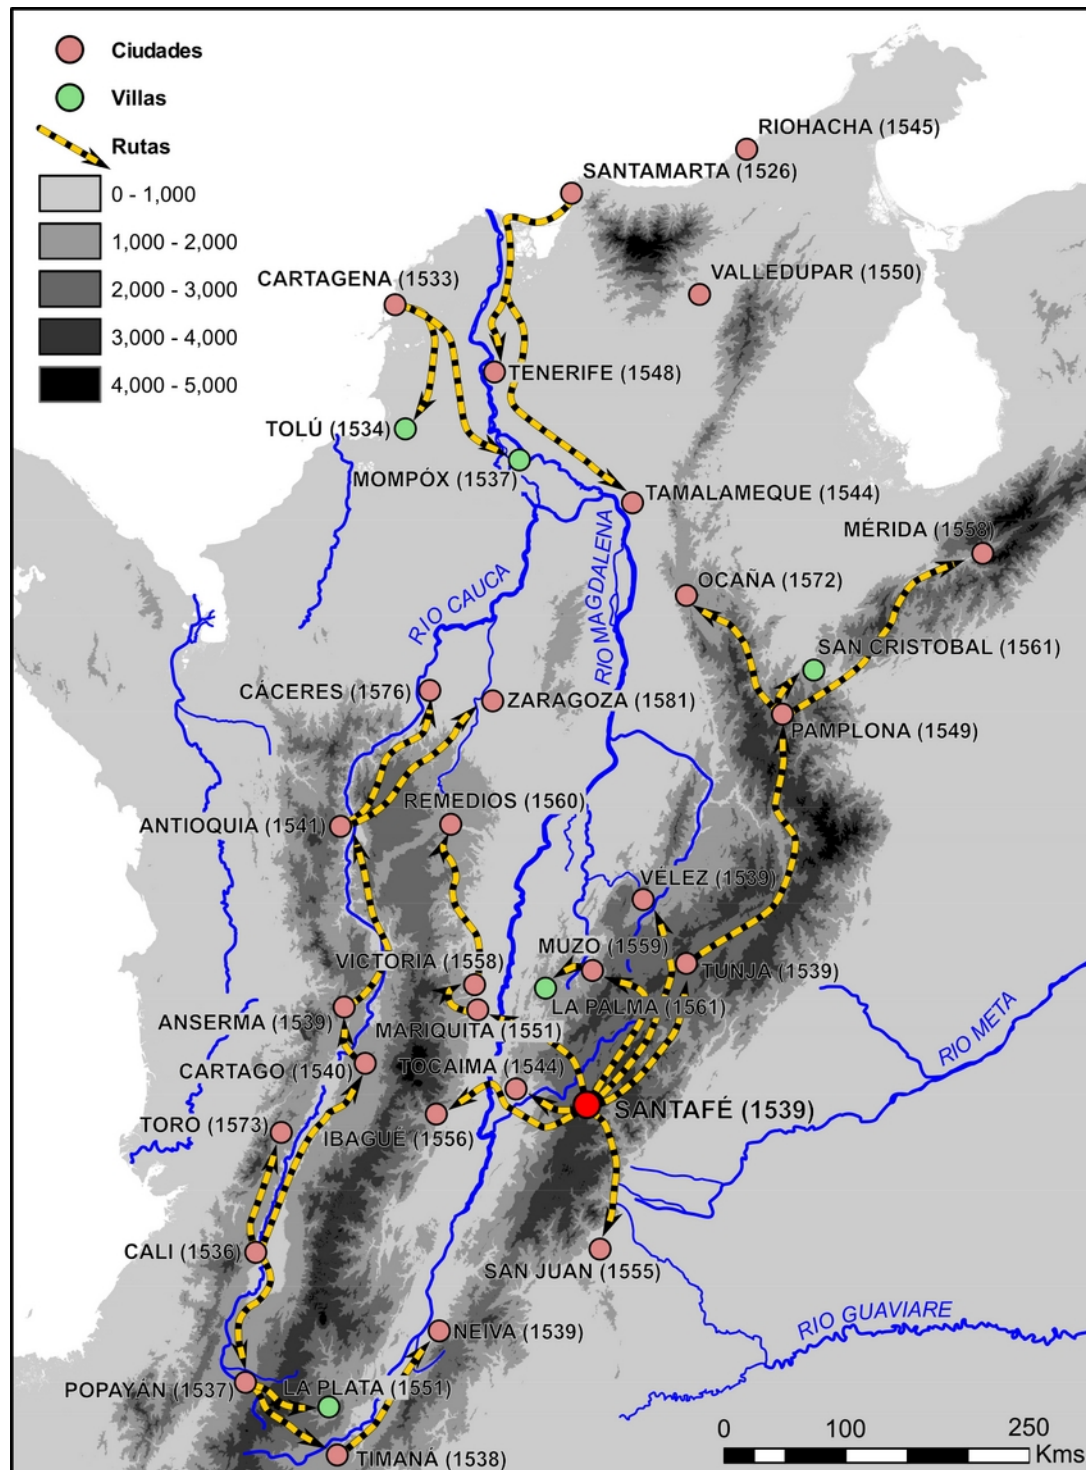 Ciudades
Villas
Rutas
0 - 1,000
1,000 - 2,000
2,000 - 3,000
3,000 - 4,000
4,000 - 5,000
RIOHACHA (1545)
SANTAMARTA (1526)
CARTAGENA (1533)
VALLEDUPAR (1550)
TENERIFE (1548)
TOLÚ (1534)
MOMPÓX (1537)
TAMALAMEQUE (1544)
MÉRIDA (1558)
RIO CAUCA
RIO MAGDALENA
OCAÑA (1572)
SAN CRISTOBAL (1561)
CÁCERES (1576)
ZARAGOZA (1581)
PAMPLONA (1549)
REMEDIOS (1560)
ANTIOQUIA (1541)
VÉLEZ (1539)
MUZO (1559)
VICTORIA (1558)
TUNJA (1539)
LA PALMA (1561)
ANSERMA (1539)
MARIQUITA (1551)
RIO META
CARTAGO (1540)
TOCAIMA (1544)
SANTAFÉ (1539)
TORO (1573)
IBAGUÉ (1556)
CALI (1536)
SAN JUAN (1555)
RIO GUAVIARE
NEIVA (1539)
POPAYÁN (1537)
LA PLATA (1551)
TIMANÁ (1538)
0 100 250
Kms